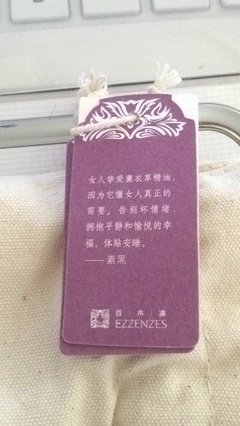 女人挚爱薰衣草精油，
因为它懂女人真正的
需要。告别坏情绪，
拥抱平静和愉悦的幸
福，体贴安睡。
——素黑
百木源
EZZENZES